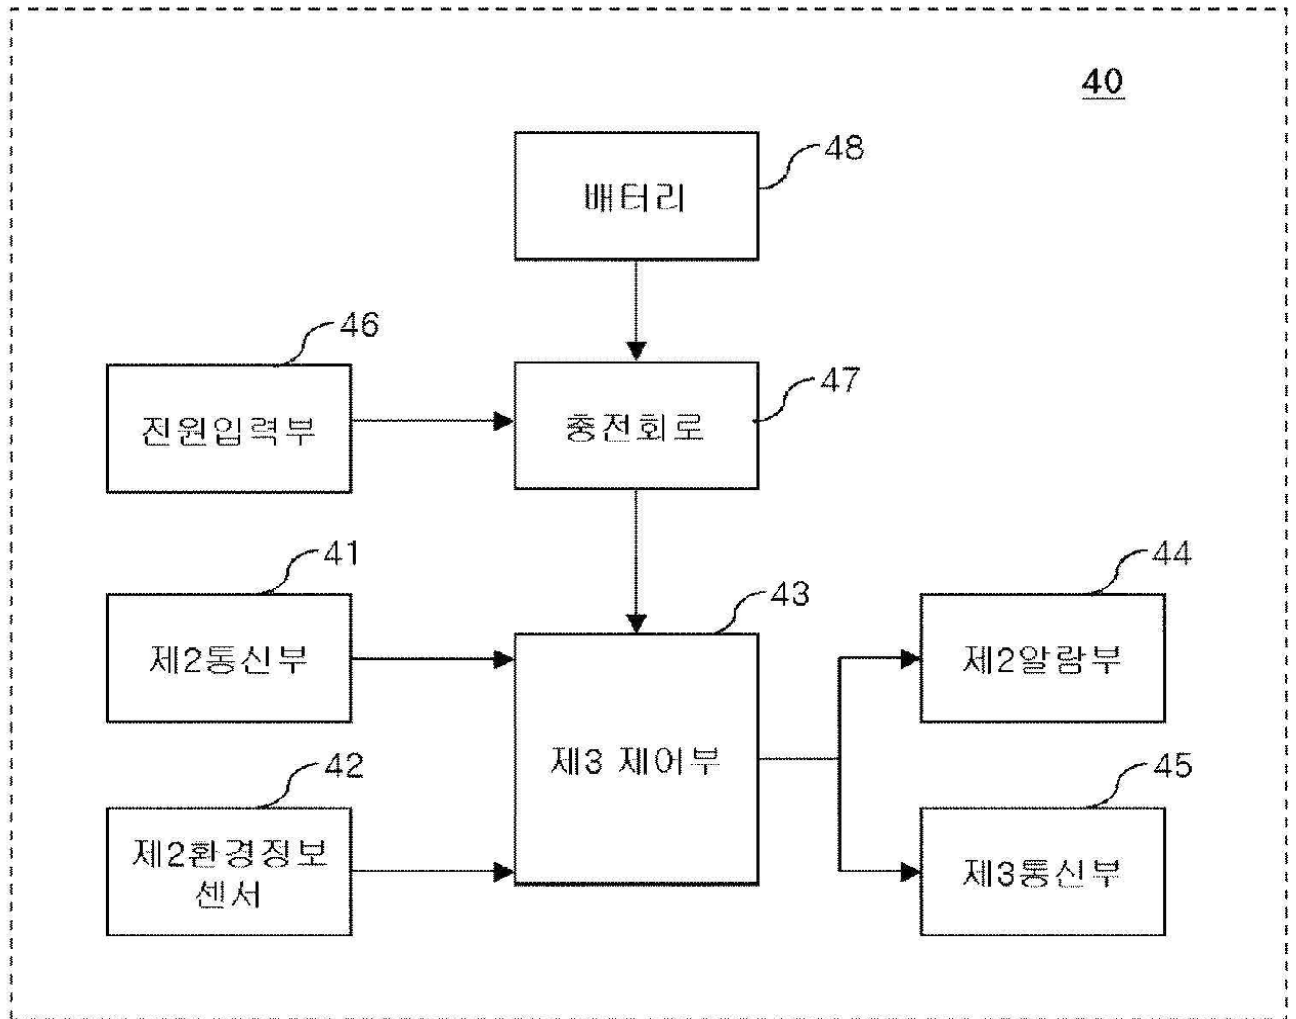 40
48
배터리
46
47
전원입력부
충전회로
41
44
43
제2통신부
제2알람부
제3 제어부
42
45
제2환경정보
센서
제3통신부